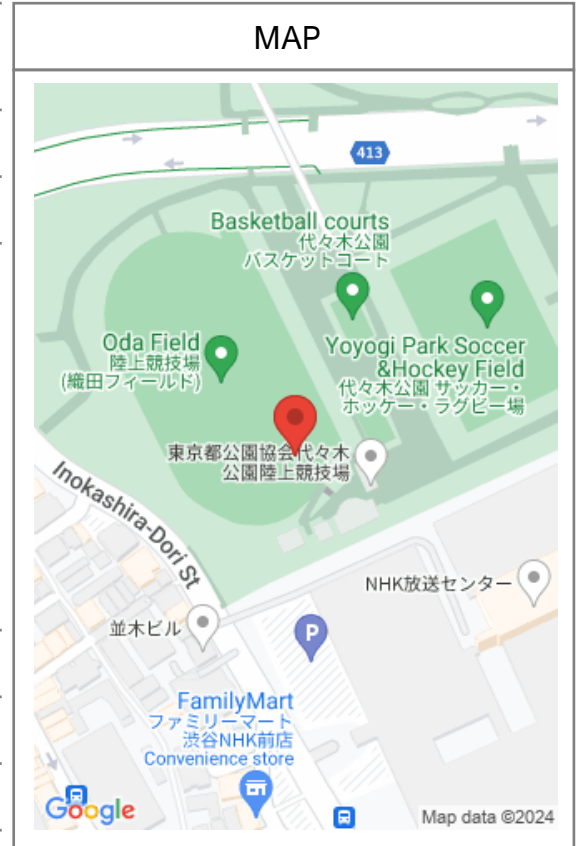 MAP
413
Basketball courts
代々木公園
バスケットコート
Oda Field
陸上競技場
(織田フィールド)
Yoyogi Park Soccer
&Hockey Field
代々木公園 サッカー・
ホッケー・ラグビー場
東京都公園協会代々木
公園陸上競技場
Inokashira-Dori St
NHK放送センター
並木ビル
P
FamilyMart
ファミリーマート
渋谷NHK前店
Convenience store
Google
Map data ©2024